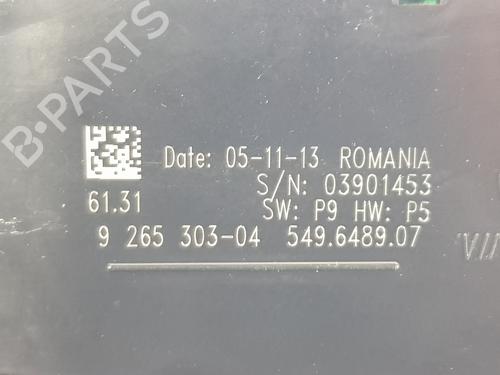 B-PARTS
Date: 05-11-13 ROMANIA
S/N: 03901453
61.31
SW: P9 HW: P5
9 265 303-04 549.6489.07